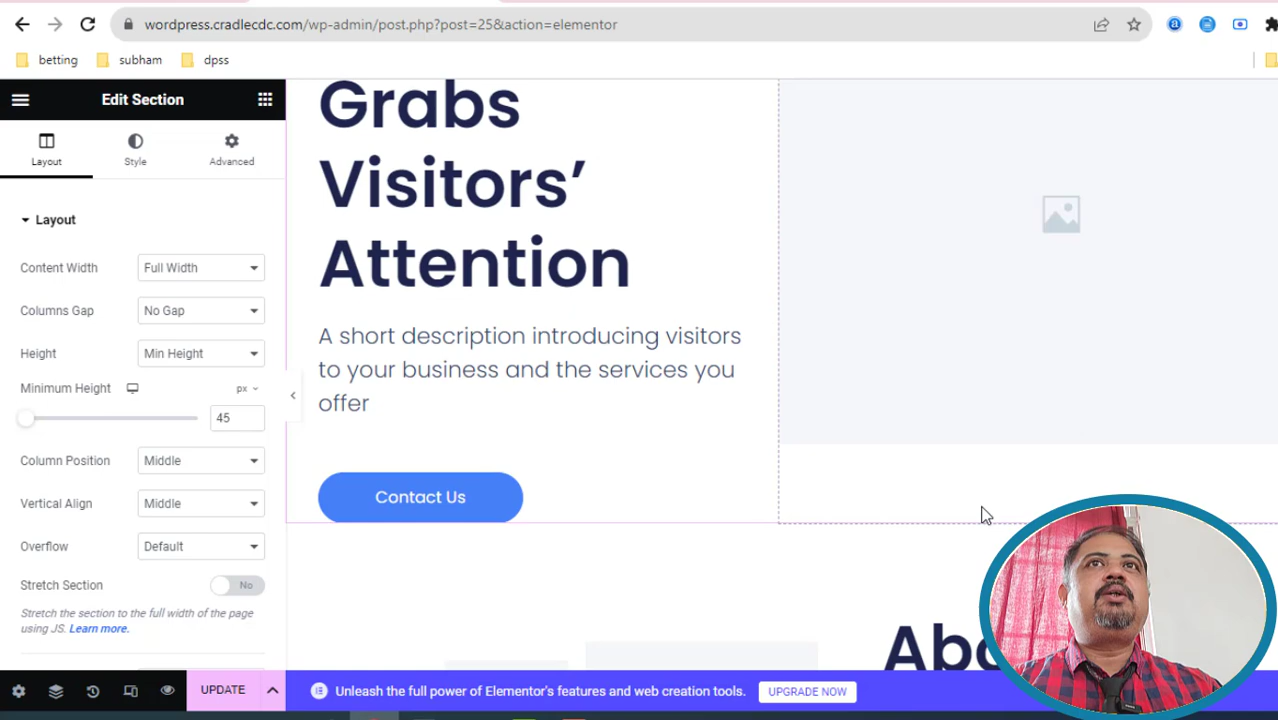 wordpress.cradlecdc.com/wp-admin/post.php?post=25&action=elementor
betting
subham
dpss
Edit Section
Layout
Style
Advanced
Layout
Content Width
Full Width
Columns Gap
No Gap
Height
Min Height
Minimum Height
px
45
Column Position
Middle
Vertical Align
Middle
Overflow
Default
Stretch Section
No
Stretch the section to the full width of the page
using JS. Learn more.
UPDATE
Grabs
Visitors’
Attention
A short description introducing visitors
to your business and the services you
offer
Contact Us
Unleash the full power of Elementor's features and web creation tools.
UPGRADE NOW